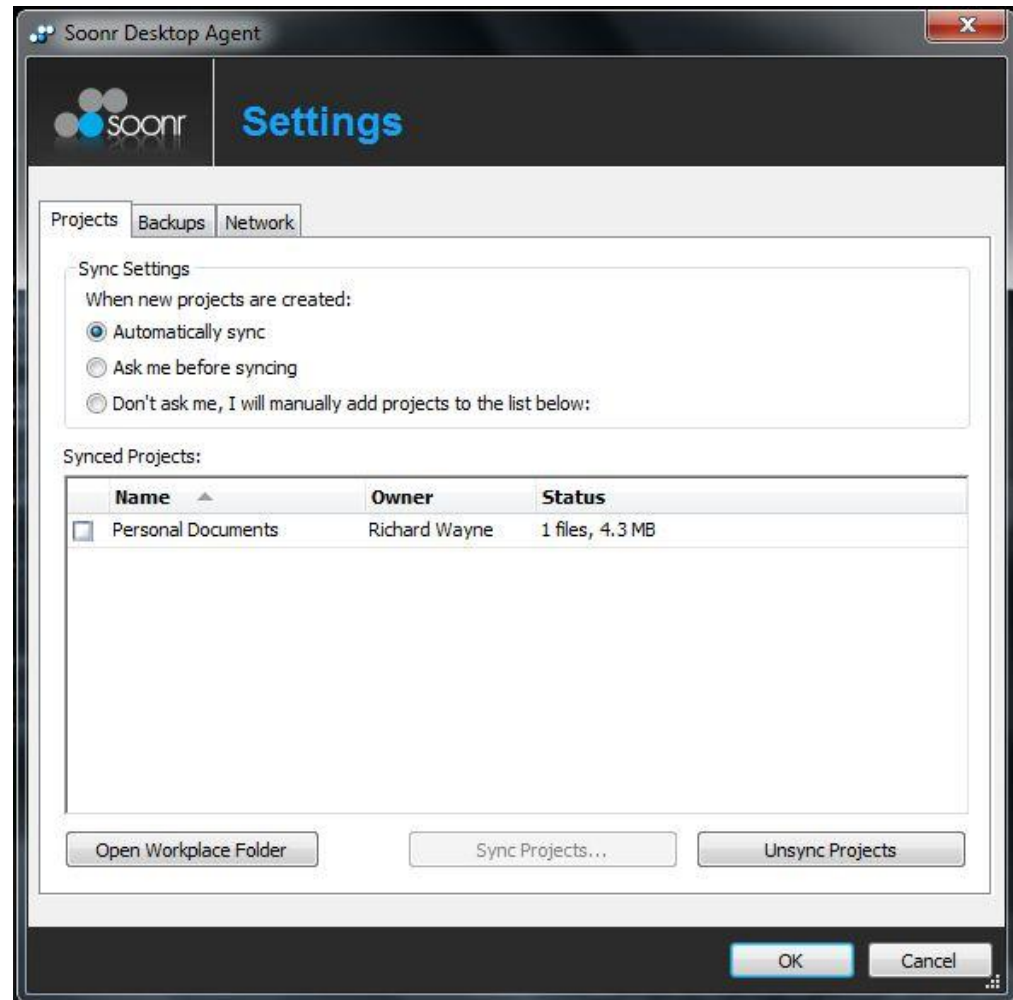 Soonr Desktop Agent
soonr
Settings
Projects Backups Network
Sync Settings
When new projects are created:
Automatically sync
Ask me before syncing
Don't ask me, I will manually add projects to the list below:
Synced Projects:
Name Owner Status
Personal Documents Richard Wayne 1 files, 4.3 MB
Open Workplace Folder Sync Projects... Unsync Projects
OK Cancel